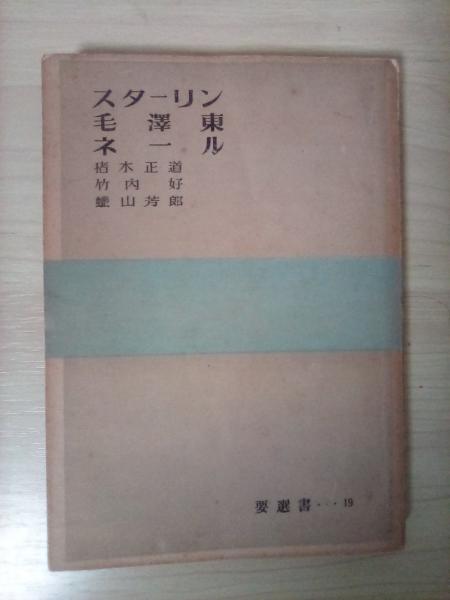 スターリン
毛澤東
ネール
猪木正道
竹内好
蠟山芳郎
要選書・・・19